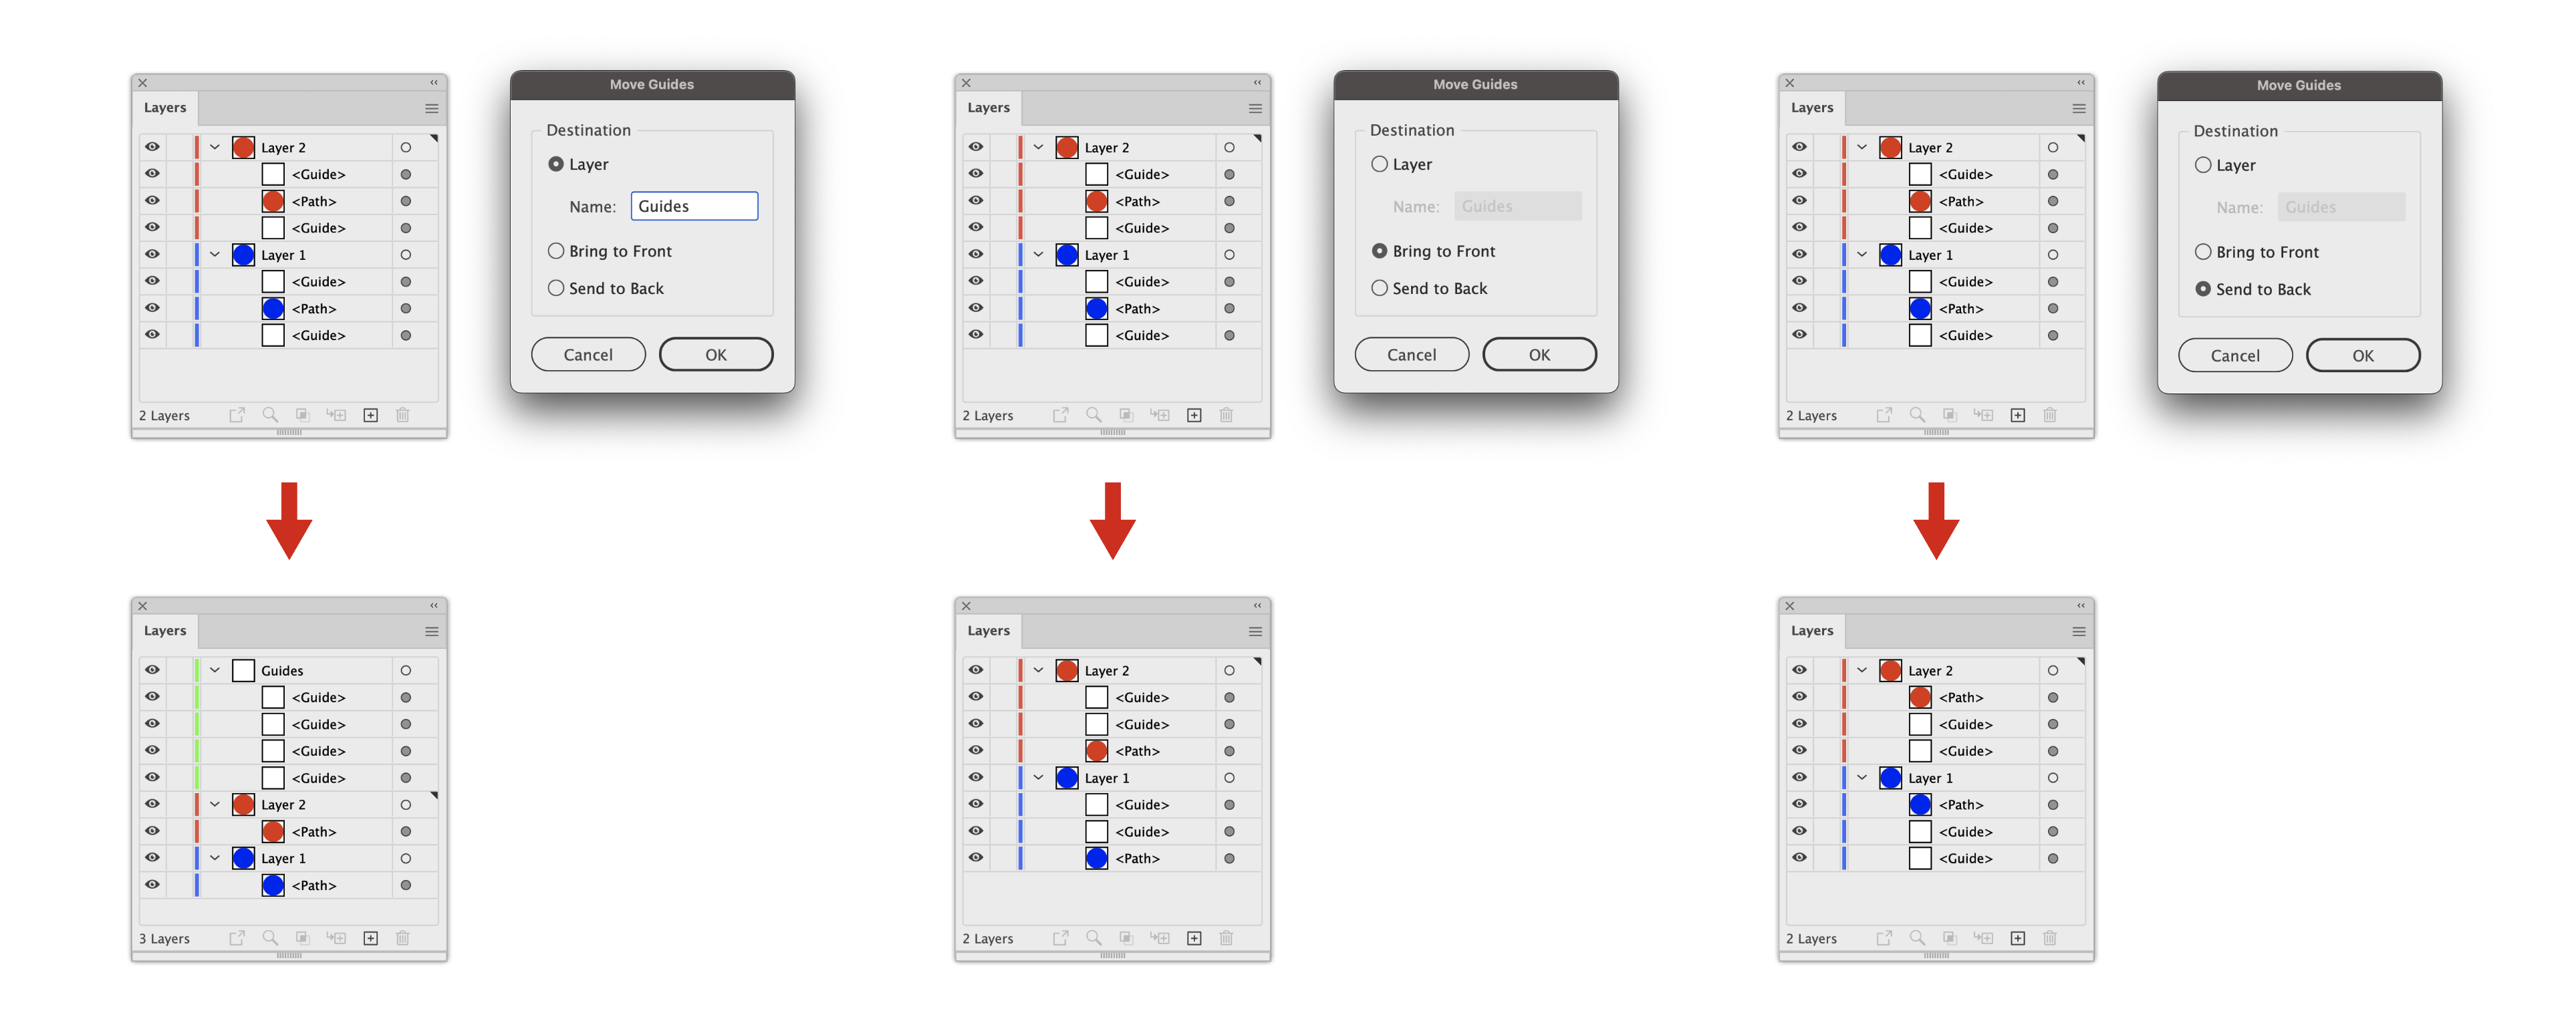 Layers
Layer 2
<Guide>
<Path>
<Guide>
Layer 1
<Guide>
<Path>
<Guide>
2 Layers
Move Guides
Destination
Layer
Name: Guides
Bring to Front
Send to Back
Cancel OK
Layers
Layer 2
<Guide>
<Path>
<Guide>
Layer 1
<Guide>
<Path>
<Guide>
2 Layers
Move Guides
Destination
Layer
Name: Guides
Bring to Front
Send to Back
Cancel OK
Layers
Layer 2
<Guide>
<Path>
<Guide>
Layer 1
<Guide>
<Path>
<Guide>
2 Layers
Move Guides
Destination
Layer
Name: Guides
Bring to Front
Send to Back
Cancel OK
Layers
Guides
<Guide>
<Guide>
<Guide>
<Guide>
Layer 2
<Path>
Layer 1
<Path>
3 Layers
Layers
Layer 2
<Guide>
<Guide>
<Path>
Layer 1
<Guide>
<Guide>
<Path>
2 Layers
Layers
Layer 2
<Path>
<Guide>
<Guide>
Layer 1
<Path>
<Guide>
<Guide>
2 Layers